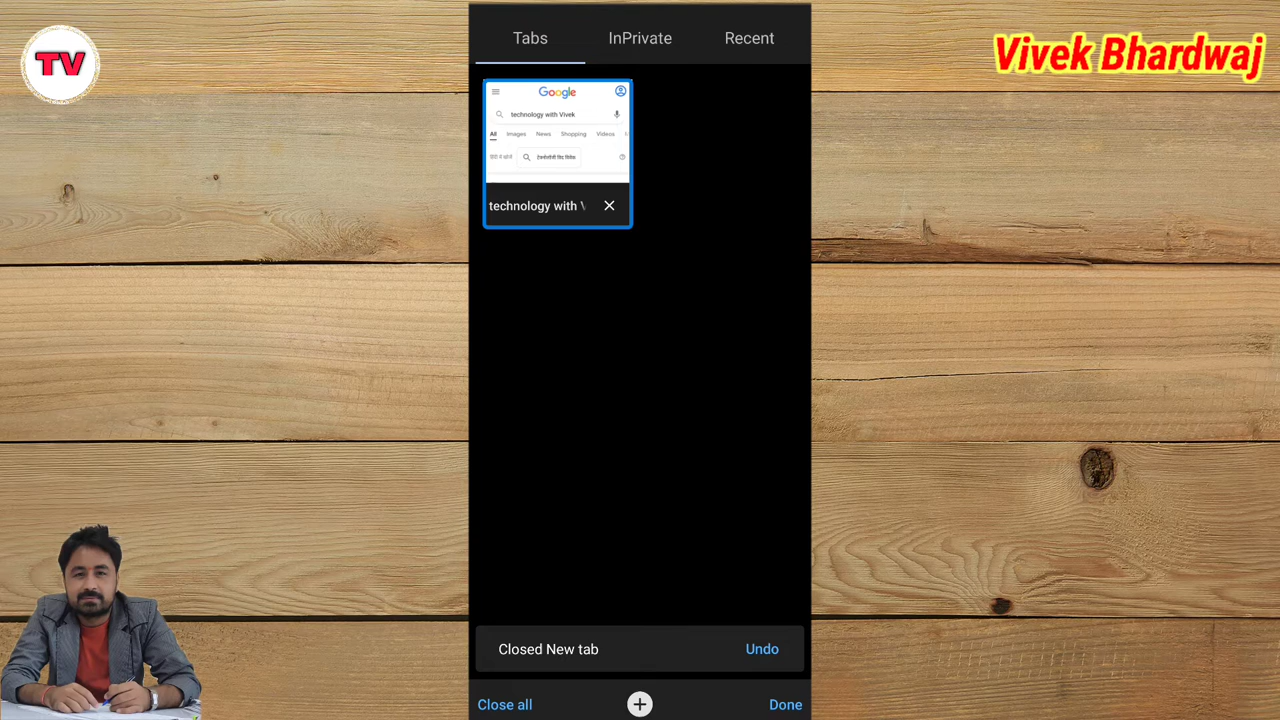 TV
Vivek Bhardwaj
Tabs InPrivate Recent
Google
technology with Vivek
All Images News Shopping Videos
हिंदी में खोजें टेक्नोलॉजी विद विवेक
technology with V
Closed New tab Undo
Close all Done